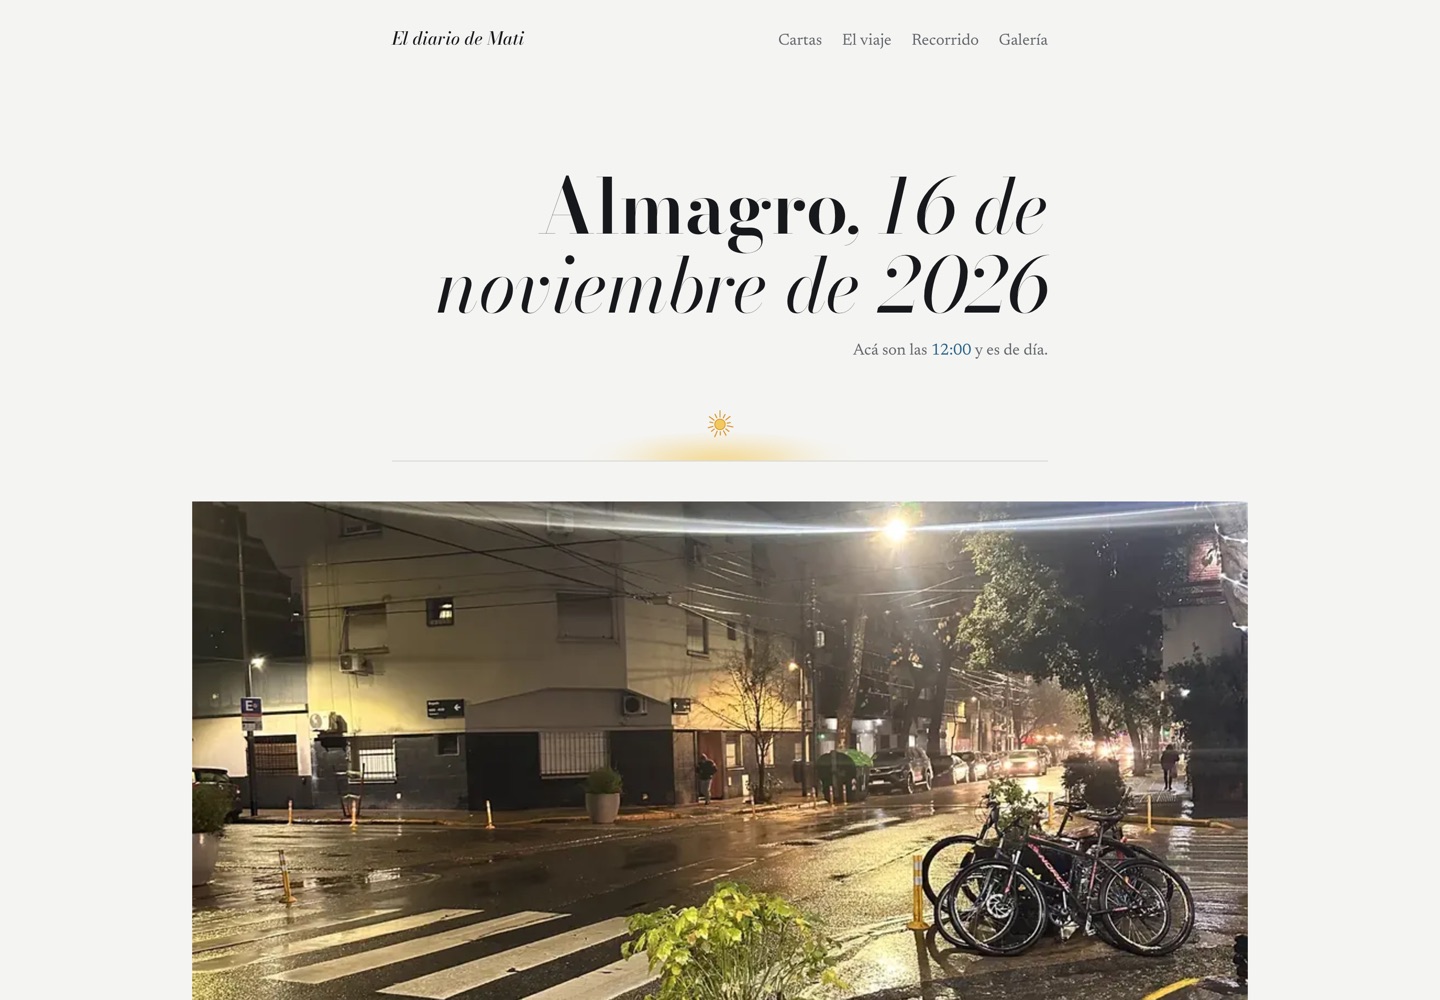 El diario de Mati
Cartas El viaje Recorrido Galería
Almagro, 16 de
noviembre de 2026
Acá son las 12:00 y es de día.
E